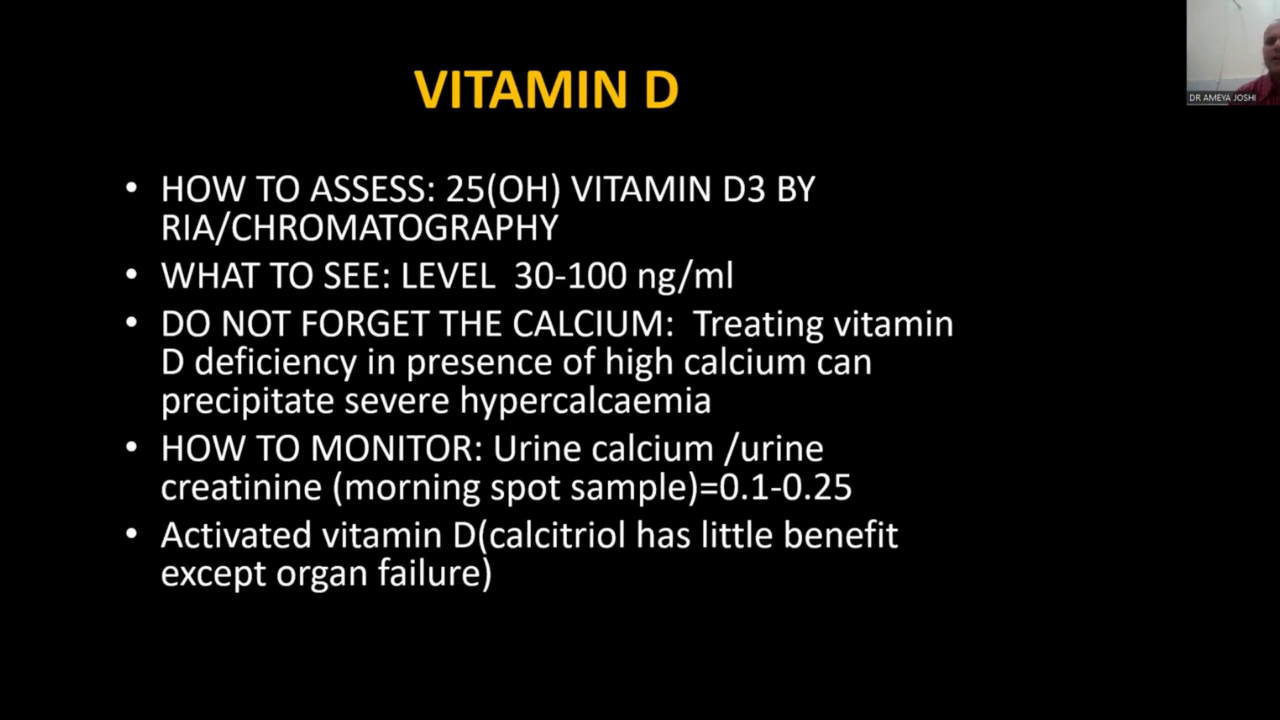 DR AMEYA JOSHI
VITAMIN D
• HOW TO ASSESS: 25(OH) VITAMIN D3 BY
RIA/CHROMATOGRAPHY
• WHAT TO SEE: LEVEL 30-100 ng/ml
• DO NOT FORGET THE CALCIUM: Treating vitamin
D deficiency in presence of high calcium can
precipitate severe hypercalcaemia
• HOW TO MONITOR: Urine calcium /urine
creatinine (morning spot sample)=0.1-0.25
• Activated vitamin D(calcitriol has little benefit
except organ failure)